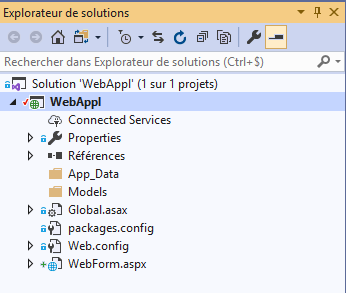 Explorateur de solutions
Rechercher dans Explorateur de solutions (Ctrl+$)
Solution 'WebAppl' (1 sur 1 projets)
WebAppl
Connected Services
Properties
Références
App_Data
Models
Global.asax
packages.config
Web.config
WebForm.aspx